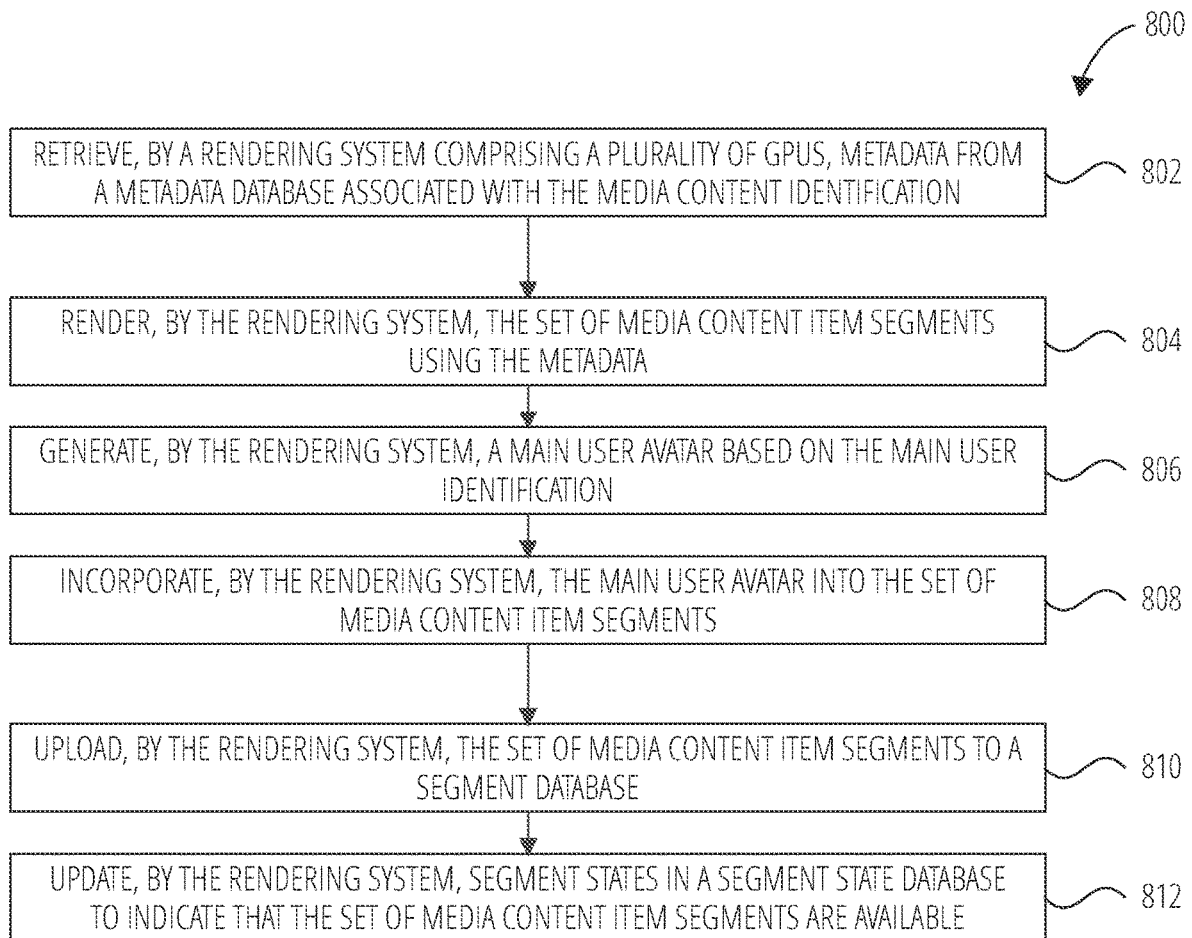 800
RETRIEVE, BY A RENDERING SYSTEM COMPRISING A PLURALITY OF GPUS, METADATA FROM
A METADATA DATABASE ASSOCIATED WITH THE MEDIA CONTENT IDENTIFICATION
802
RENDER, BY THE RENDERING SYSTEM, THE SET OF MEDIA CONTENT ITEM SEGMENTS
USING THE METADATA
804
GENERATE, BY THE RENDERING SYSTEM, A MAIN USER AVATAR BASED ON THE MAIN USER
IDENTIFICATION
806
INCORPORATE, BY THE RENDERING SYSTEM, THE MAIN USER AVATAR INTO THE SET OF
MEDIA CONTENT ITEM SEGMENTS
808
UPLOAD, BY THE RENDERING SYSTEM, THE SET OF MEDIA CONTENT ITEM SEGMENTS TO A
SEGMENT DATABASE
810
UPDATE, BY THE RENDERING SYSTEM, SEGMENT STATES IN A SEGMENT STATE DATABASE
TO INDICATE THAT THE SET OF MEDIA CONTENT ITEM SEGMENTS ARE AVAILABLE
812